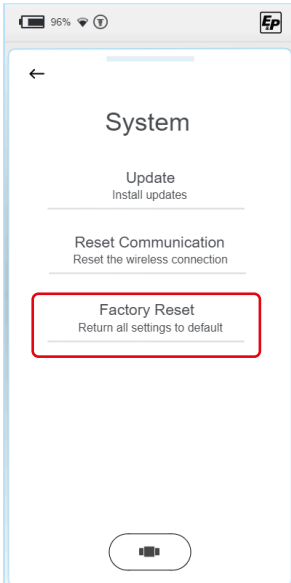 96%
EP
System
Update
Install updates
Reset Communication
Reset the wireless connection
Factory Reset
Return all settings to default